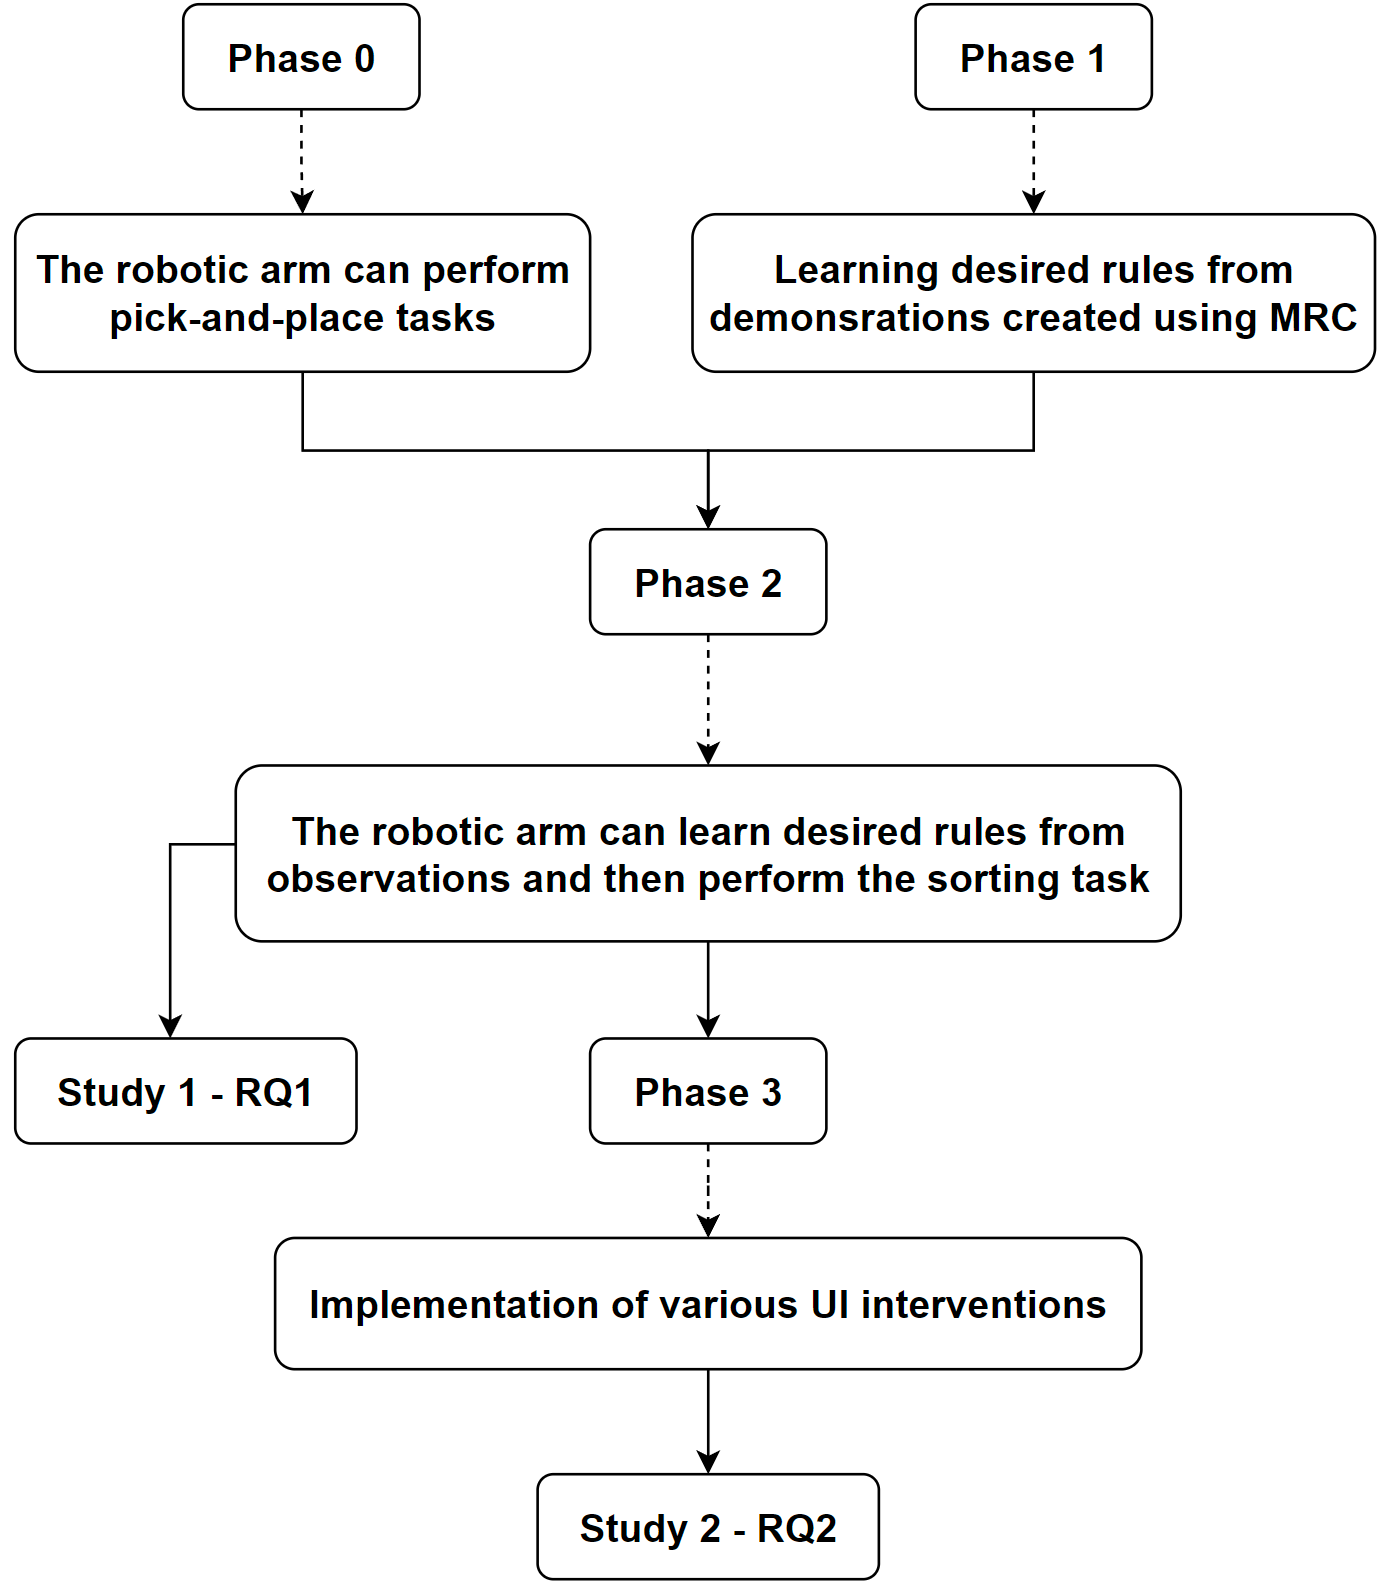 Phase 0
Phase 1
The robotic arm can perform
pick-and-place tasks
Learning desired rules from
demonsrations created using MRC
Phase 2
The robotic arm can learn desired rules from
observations and then perform the sorting task
Study 1 - RQ1
Phase 3
Implementation of various UI interventions
Study 2 - RQ2